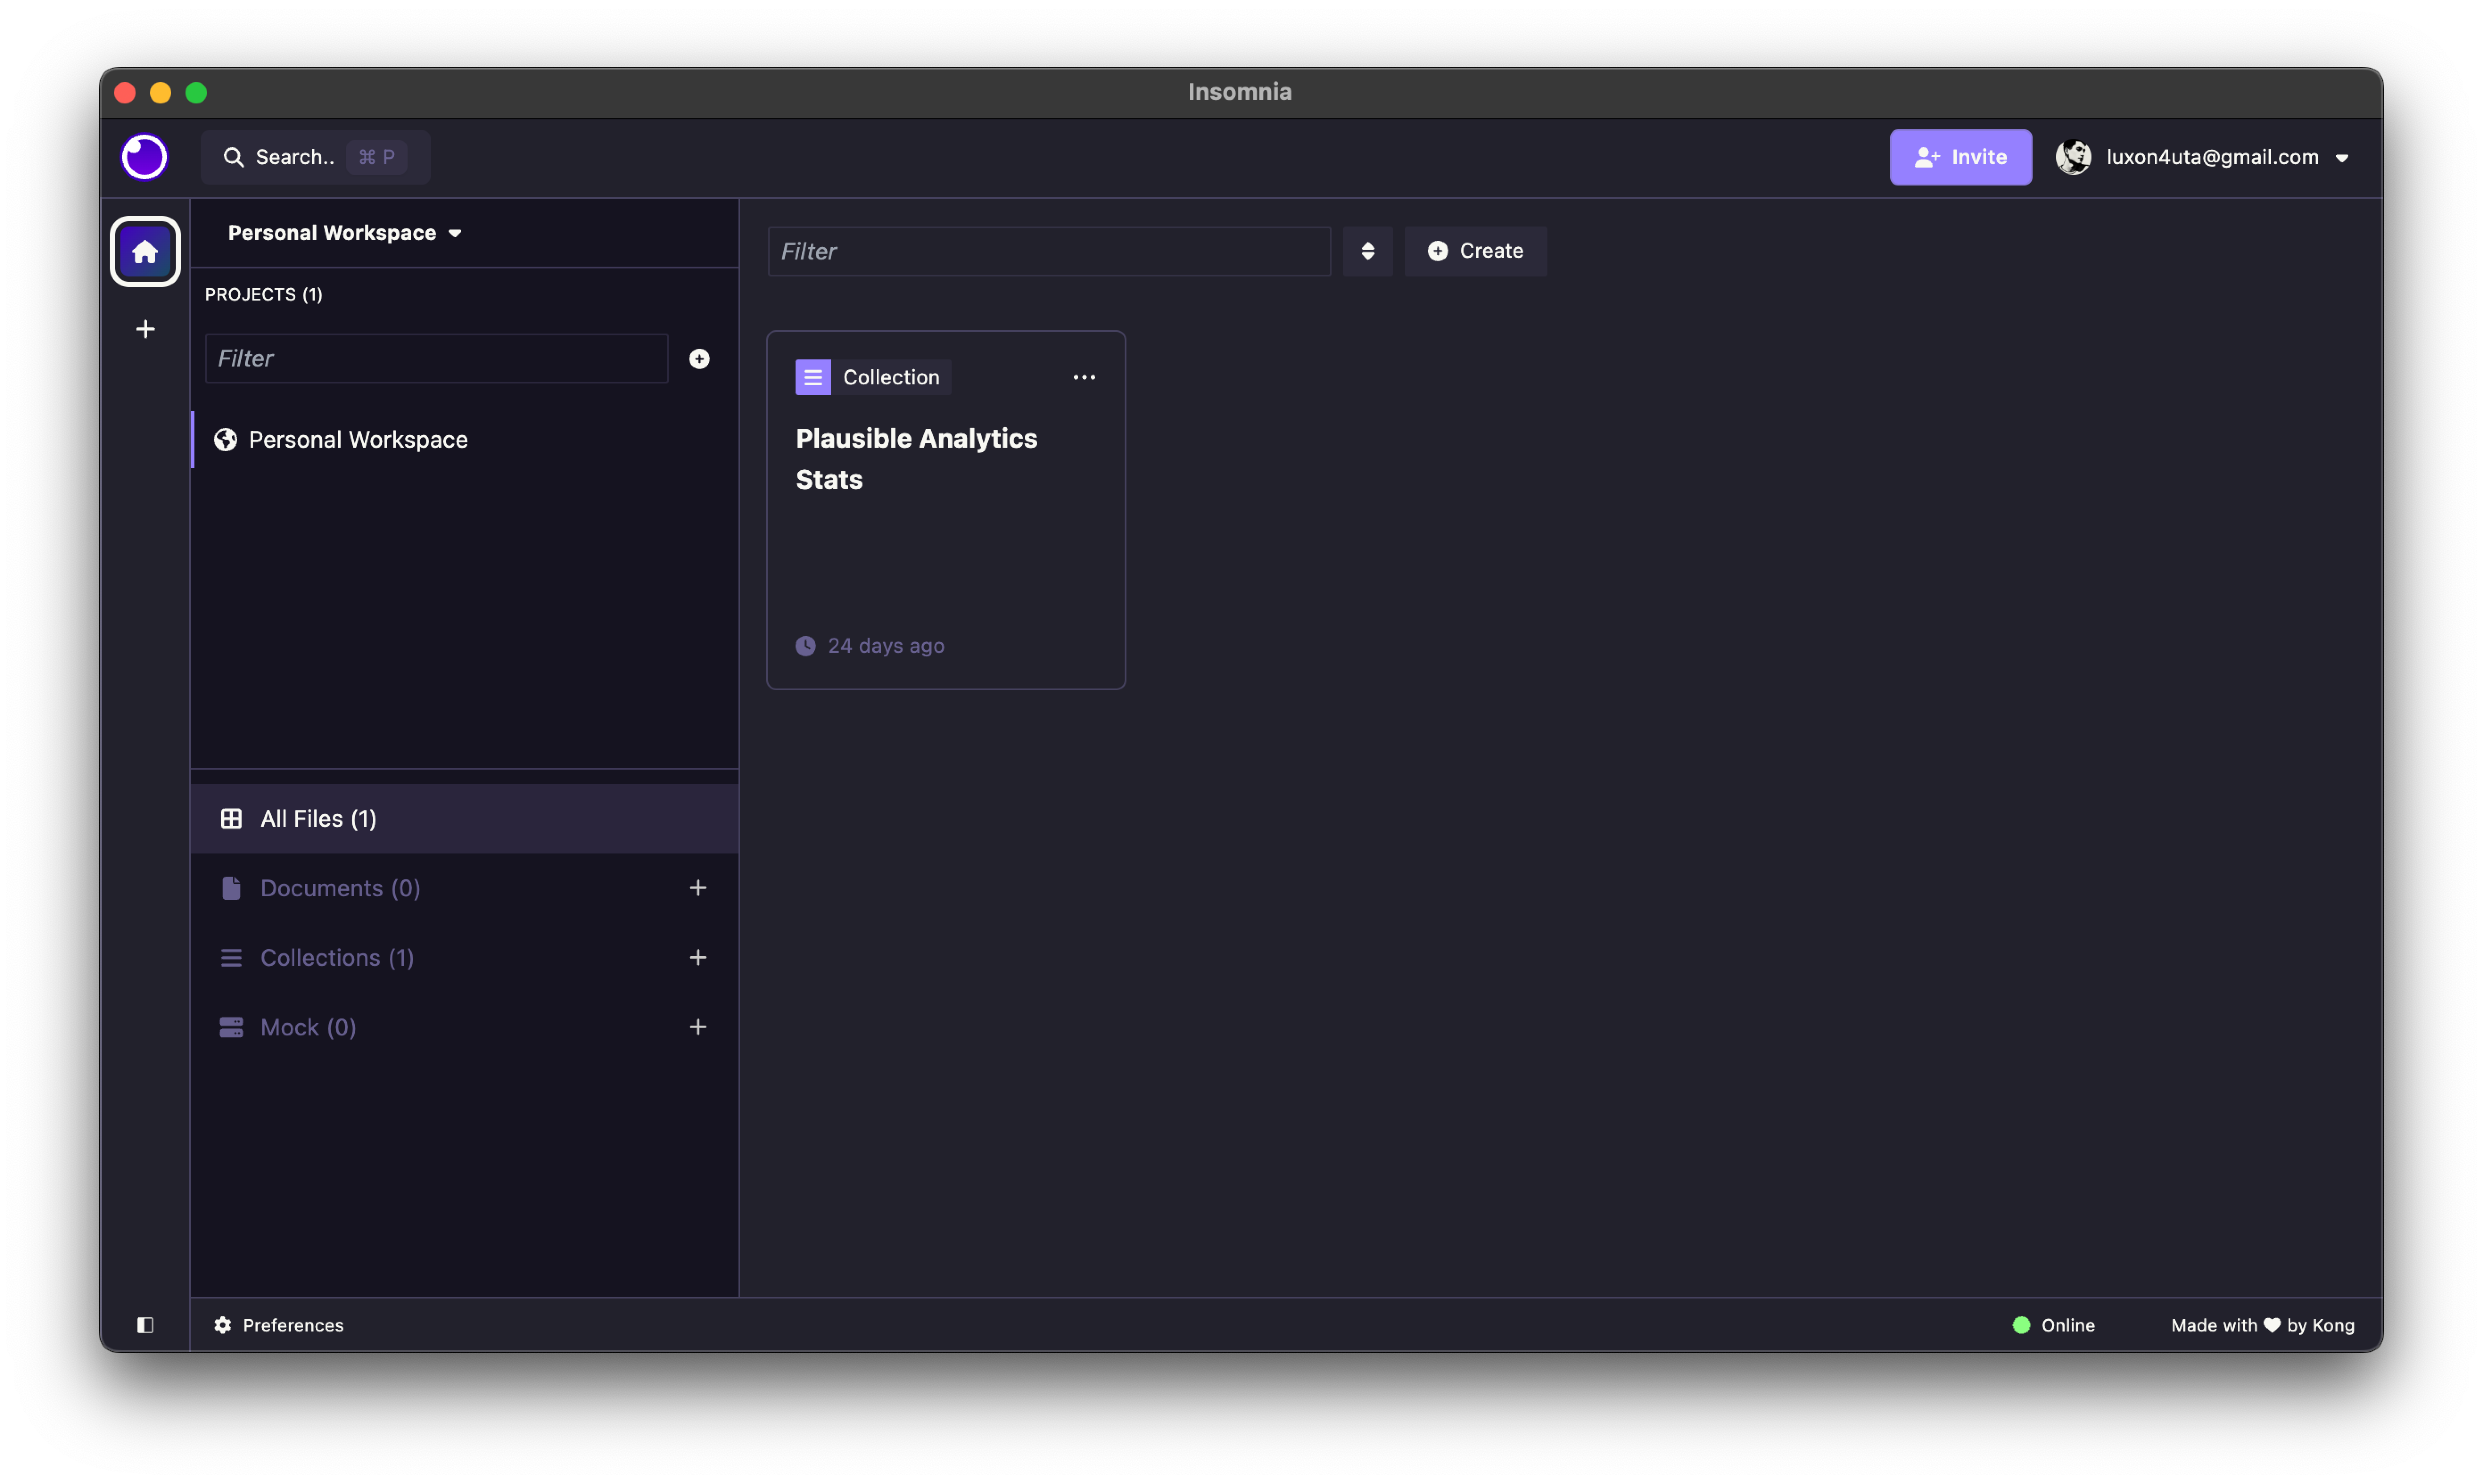 Insomnia
Search.. ⌘ P
Invite
luxon4uta@gmail.com
Personal Workspace
PROJECTS (1)
Filter
Personal Workspace
All Files (1)
Documents (0)
Collections (1)
Mock (0)
Filter
Create
Collection
Plausible Analytics
Stats
24 days ago
Preferences
Online
Made with ♥ by Kong